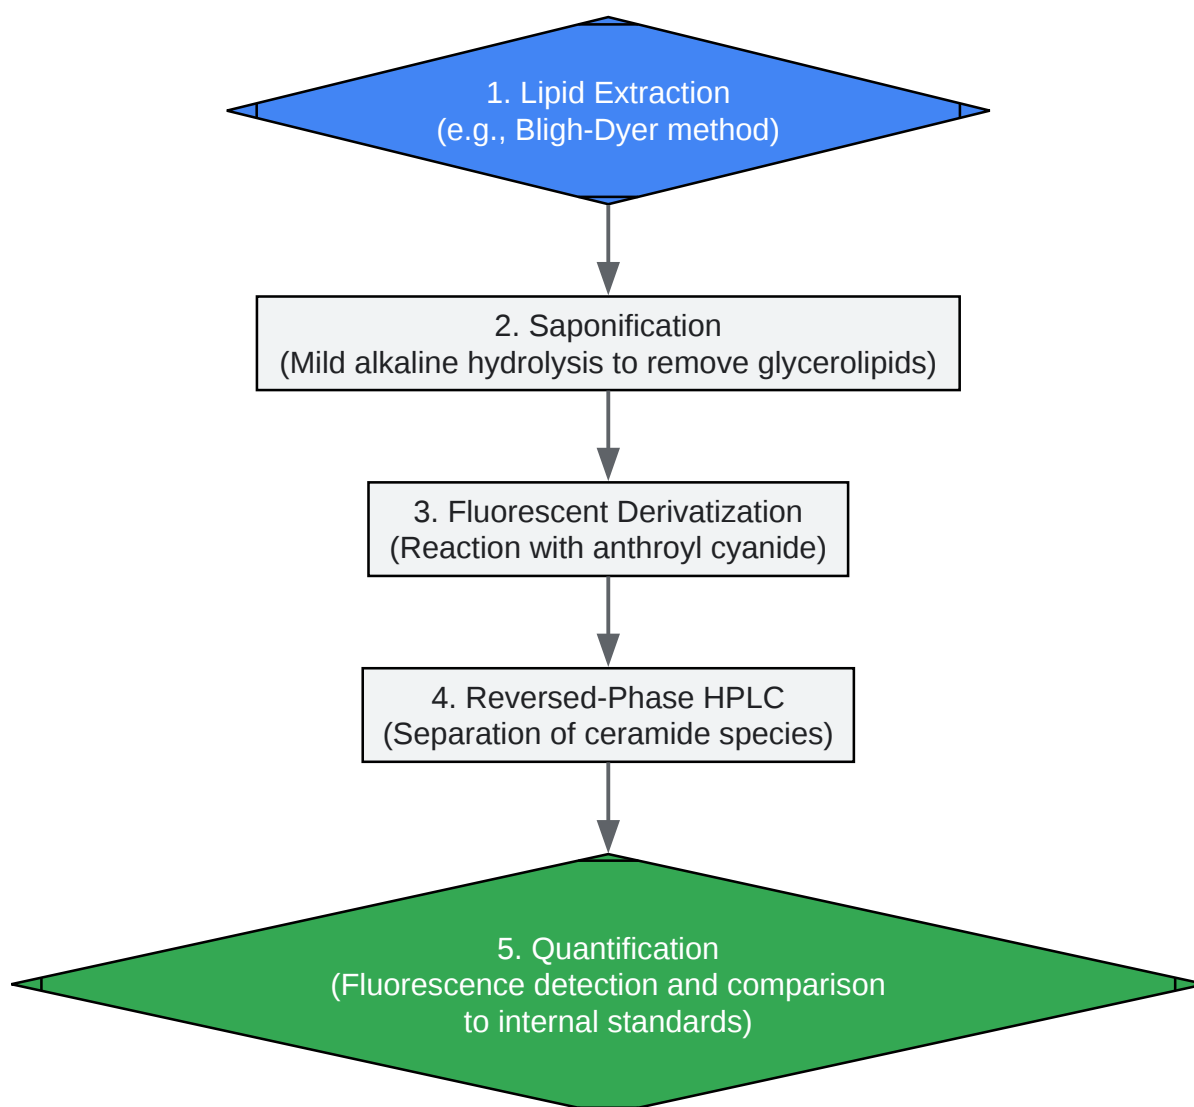 1. Lipid Extraction
(e.g., Bligh-Dyer method)
2. Saponification
(Mild alkaline hydrolysis to remove glycerolipids)
3. Fluorescent Derivatization
(Reaction with anthroyl cyanide)
4. Reversed-Phase HPLC
(Separation of ceramide species)
5. Quantification
(Fluorescence detection and comparison
to internal standards)